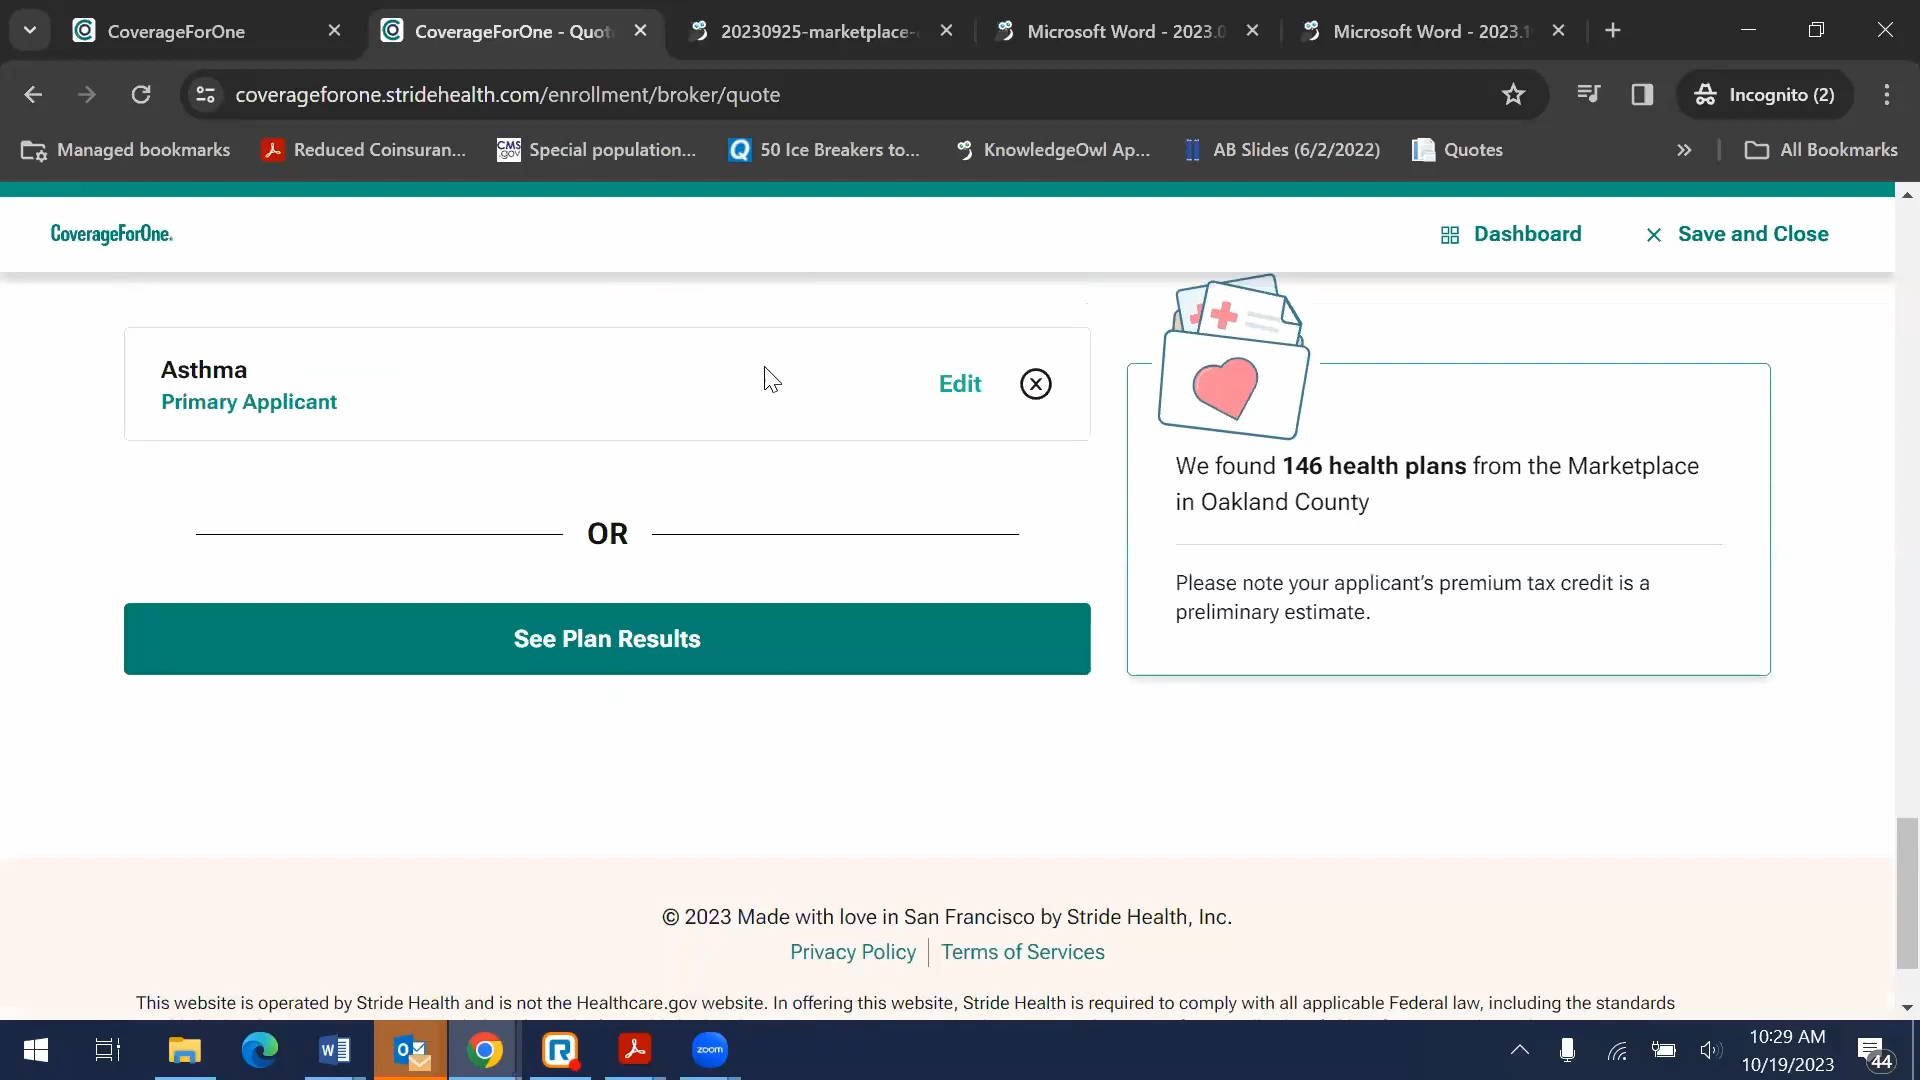 CoverageForOne
CoverageForOne - Quot
20230925-marketplace-
Microsoft Word - 2023.0
Microsoft Word - 2023.1
coverageforone.stridehealth.com/enrollment/broker/quote
Incognito (2)
Managed bookmarks
Reduced Coinsuran...
CMS
.gov
Special population...
50 Ice Breakers to...
KnowledgeOwl Ap...
AB Slides (6/2/2022)
Quotes
»
All Bookmarks
CoverageForOne.
Dashboard
Save and Close
Asthma
Primary Applicant
Edit
We found 146 health plans from the Marketplace
in Oakland County
OR
Please note your applicant's premium tax credit is a
preliminary estimate.
See Plan Results
© 2023 Made with love in San Francisco by Stride Health, Inc.
Privacy Policy
Terms of Services
This website is operated by Stride Health and is not the Healthcare.gov website. In offering this website, Stride Health is required to comply with all applicable Federal law, including the standards
zoom
10:29 AM
10/19/2023
44